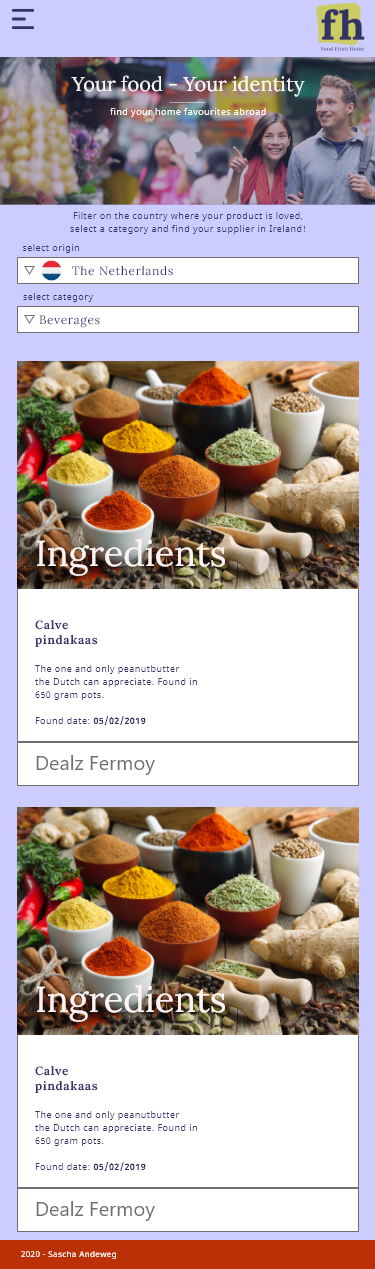 fh
Food From Home
Your food - Your identity
find your home favourites abroad
Filter on the country where your product is loved,
select a category and find your supplier in Ireland!
select origin
The Netherlands
select category
Beverages
Ingredients
Calve
pindakaas
The one and only peanutbutter
the Dutch can appreciate. Found in
650 gram pots.
Found date: 05/02/2019
Dealz Fermoy
Ingredients
Calve
pindakaas
The one and only peanutbutter
the Dutch can appreciate. Found in
650 gram pots.
Found date: 05/02/2019
Dealz Fermoy
2020 - Sascha Andeweg